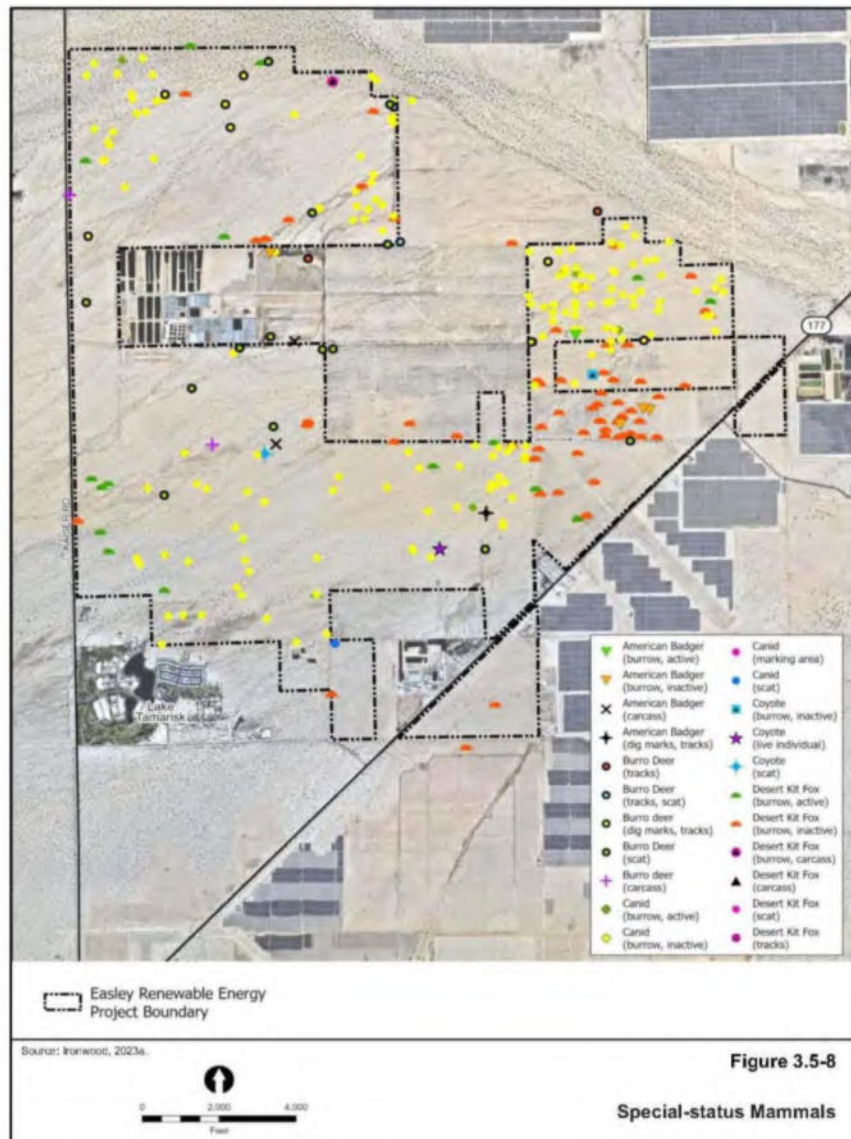 177
KAISER RD
Lake
Tamarisk
American Badger
(burrow, active)
American Badger
(burrow, inactive)
American Badger
(carcass)
American Badger
(dig marks, tracks)
Burro Deer
(tracks)
Burro Deer
(tracks, scat)
Burro deer
(dig marks, tracks)
Burro Deer
(scat)
Burro deer
(carcass)
Canid
(burrow, active)
Canid
(burrow, inactive)
Canid
(marking area)
Canid
(scat)
Coyote
(burrow, inactive)
Coyote
(live individual)
Coyote
(scat)
Desert Kit Fox
(burrow, active)
Desert Kit Fox
(burrow, inactive)
Desert Kit Fox
(burrow, carcass)
Desert Kit Fox
(carcass)
Desert Kit Fox
(scat)
Desert Kit Fox
(tracks)
Easley Renewable Energy
Project Boundary
Source: Ironwood, 2023a.
0 2,000 4,000
Feet
Figure 3.5-8
Special-status Mammals